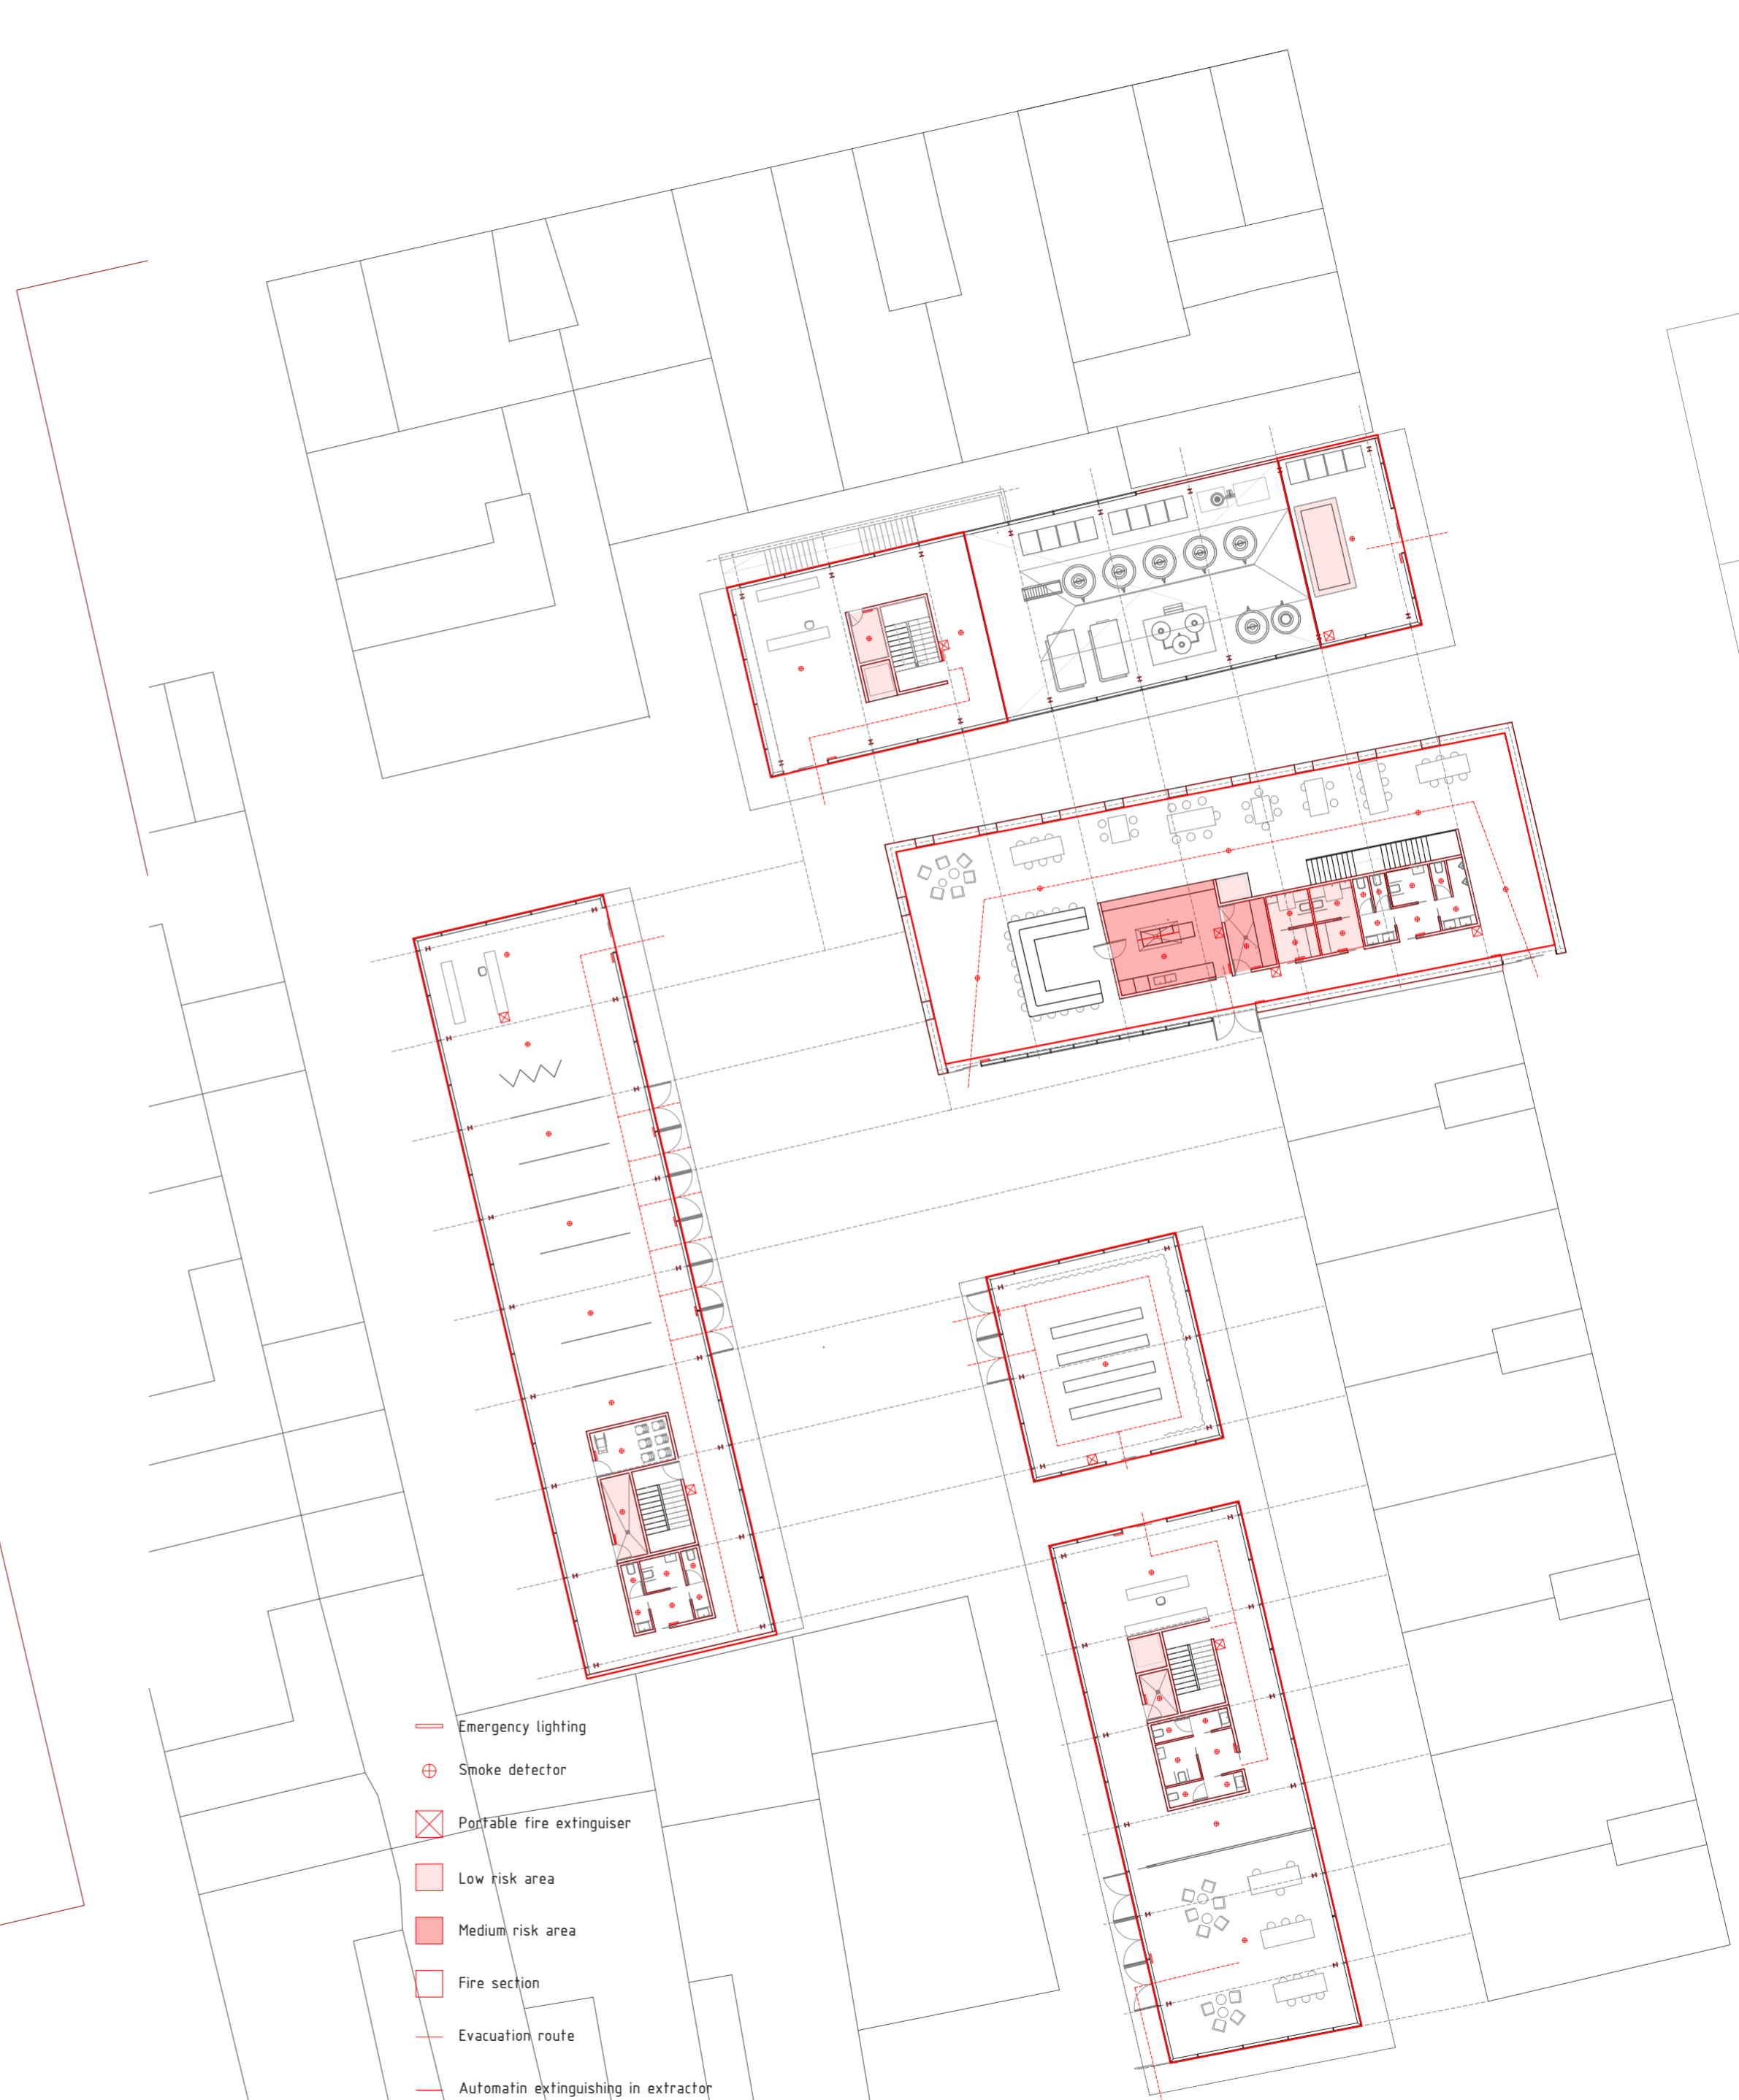 Emergency lighting
Smoke detector
Portable fire extinguiser
Low risk area
Medium risk area
Fire section
Evacuation route
Automatin extinguishing in extractor